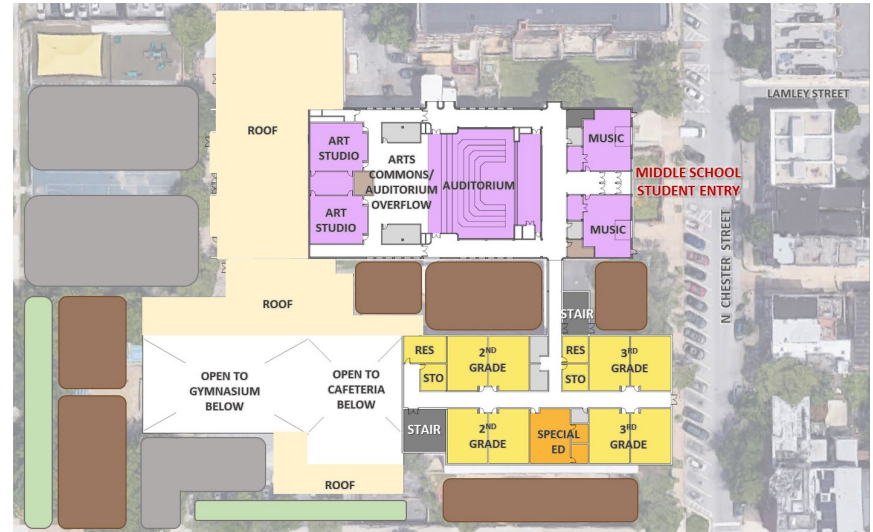 LAMLEY STREET
ROOF
ART
STUDIO
ARTS
COMMONS/
AUDITORIUM
OVERFLOW
AUDITORIUM
MUSIC
MIDDLE SCHOOL
STUDENT ENTRY
ART
STUDIO
MUSIC
N CHESTER STREET
ROOF
STAIR
OPEN TO
GYMNASIUM
BELOW
OPEN TO
CAFETERIA
BELOW
RES
STO
2ND
GRADE
RES
STO
3RD
GRADE
STAIR
2ND
GRADE
SPECIAL
ED
3RD
GRADE
ROOF